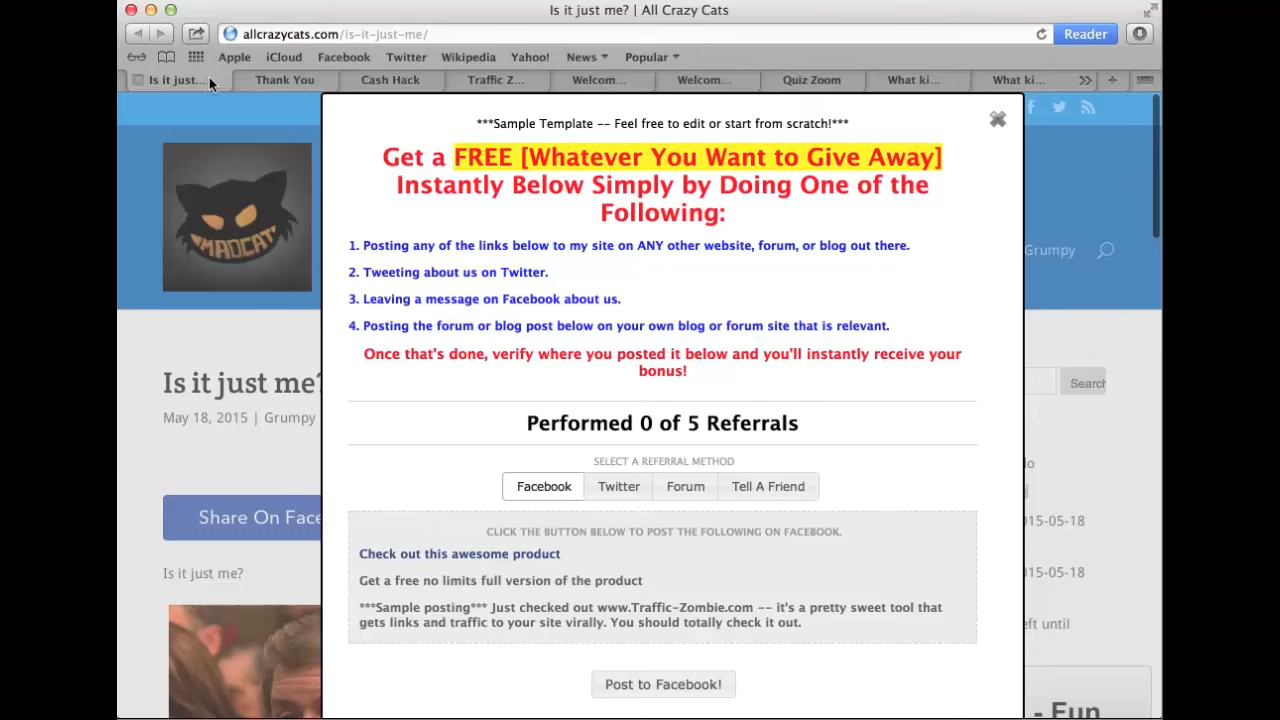 Is it just me? | All Crazy Cats
allcrazycats.com/is-it-just-me/
Reader
Apple iCloud Facebook Twitter Wikipedia Yahoo! News Popular
Is it just... Thank You Cash Hack Traffic Z... Welcom... Welcom... Quiz Zoom What ki... What ki...
***Sample Template -- Feel free to edit or start from scratch!***
Get a FREE [Whatever You Want to Give Away]
Instantly Below Simply by Doing One of the
Following:
MADCAT
Grumpy
1. Posting any of the links below to my site on ANY other website, forum, or blog out there.
2. Tweeting about us on Twitter.
3. Leaving a message on Facebook about us.
4. Posting the forum or blog post below on your own blog or forum site that is relevant.
Once that's done, verify where you posted it below and you'll instantly receive your
bonus!
Is it just me?
Search
May 18, 2015 | Grumpy
Performed 0 of 5 Referrals
SELECT A REFERRAL METHOD
Facebook Twitter Forum Tell A Friend
Share On Face
2015-05-18
CLICK THE BUTTON BELOW TO POST THE FOLLOWING ON FACEBOOK.
Check out this awesome product
Is it just me?
015-05-18
Get a free no limits full version of the product
***Sample posting*** Just checked out www.Traffic-Zombie.com -- it's a pretty sweet tool that
gets links and traffic to your site virally. You should totally check it out.
until
Post to Facebook!
- Fun